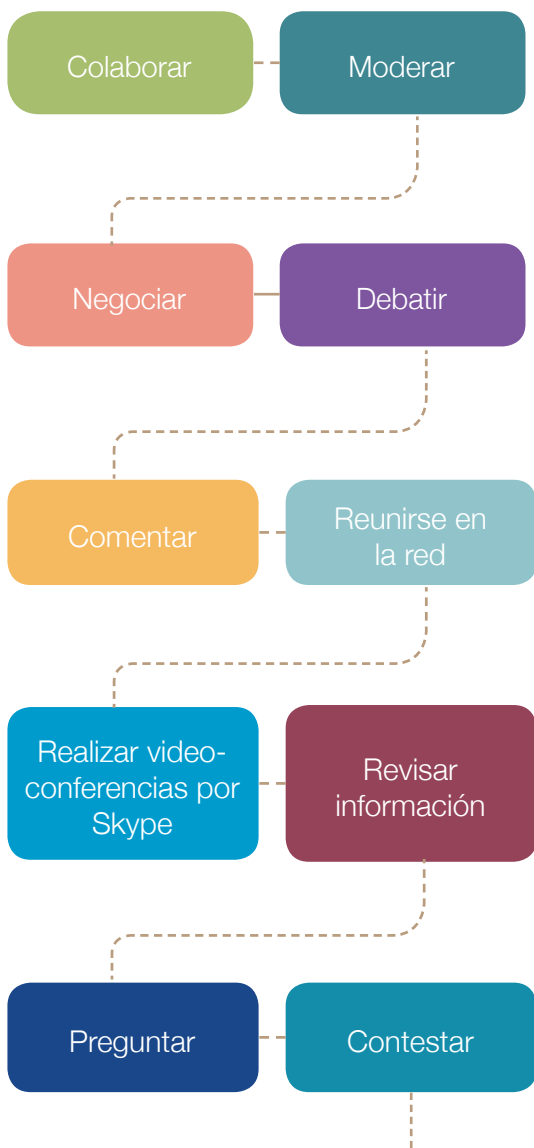 Colaborar
Moderar
Negociar
Debatir
Comentar
Reunirse en
la red
Realizar video-
conferencias por
Skype
Revisar
información
Preguntar
Contestar